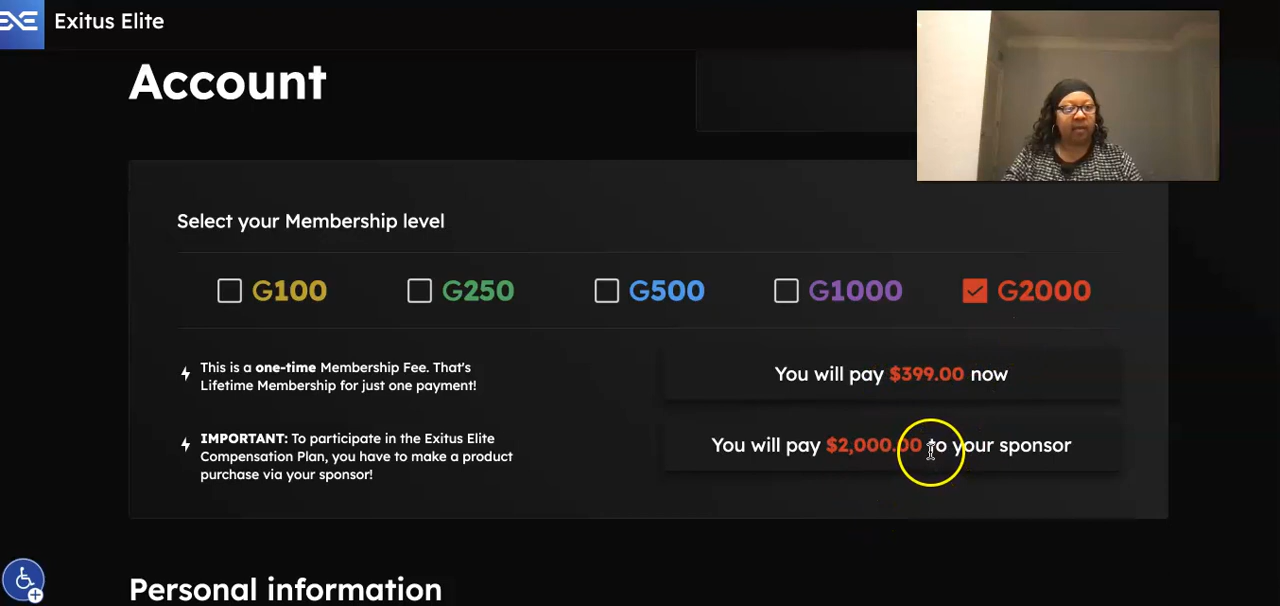 Exitus Elite
Account
Select your Membership level
G100 G250 G500 G1000 G2000
This is a one-time Membership Fee. That's
Lifetime Membership for just one payment!
You will pay $399.00 now
IMPORTANT: To participate in the Exitus Elite
Compensation Plan, you have to make a product
purchase via your sponsor!
You will pay $2,000.00 to your sponsor
Personal information